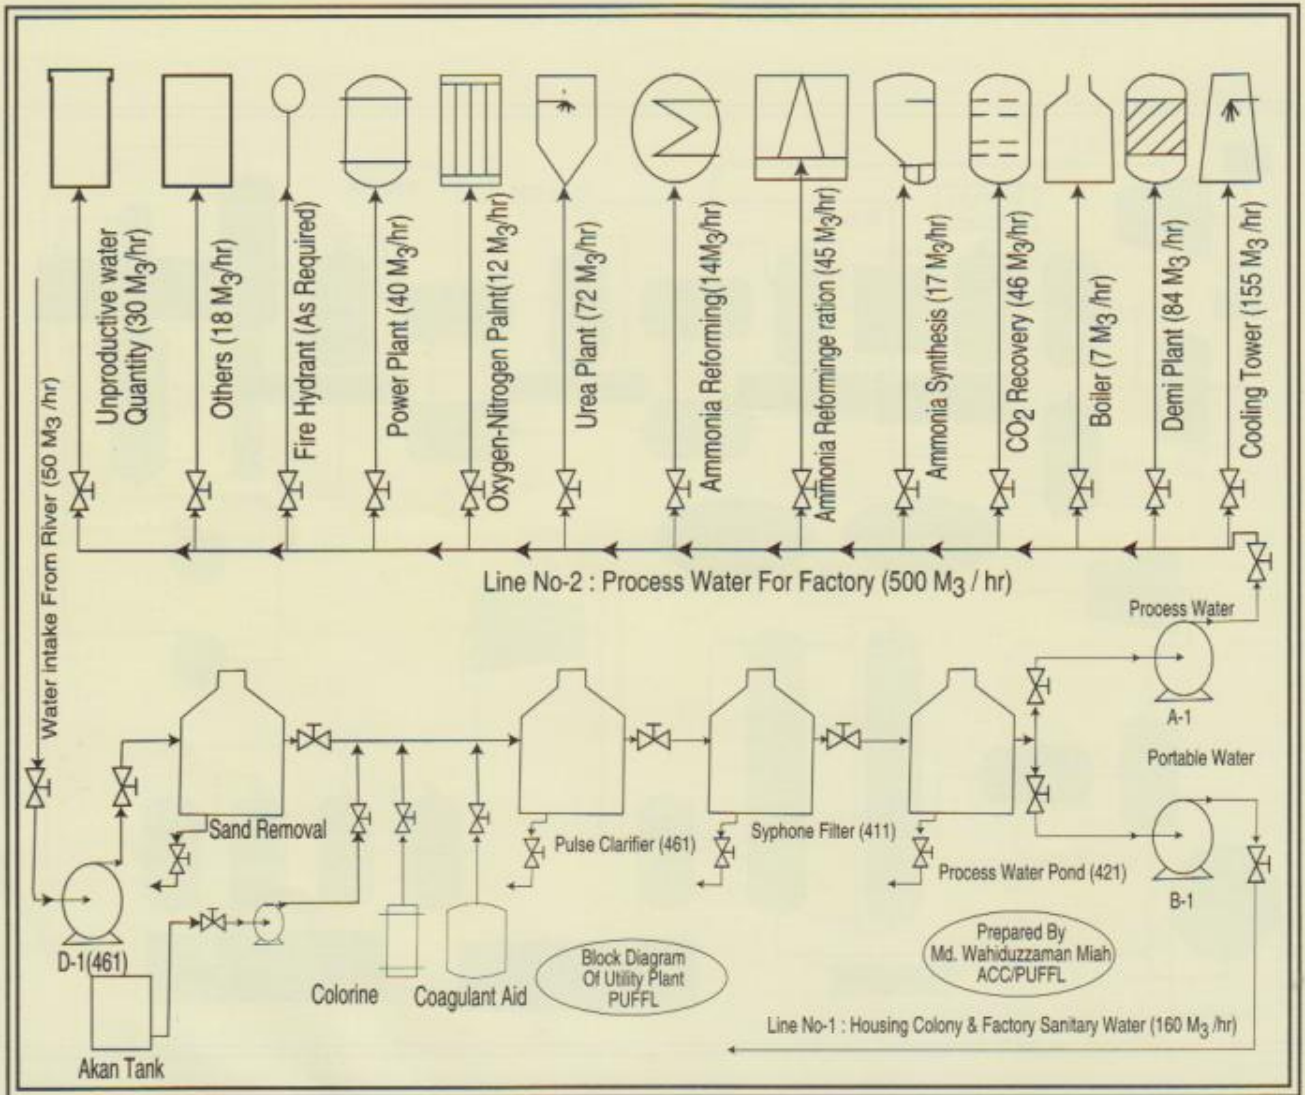 Unproductive water
Quantity (30 M3/hr)
Others (18 M3/hr)
Fire Hydrant (As Required)
Power Plant (40 M3/hr)
Oxygen-Nitrogen Palnt(12 M3/hr)
Urea Plant (72 M3/hr)
Ammonia Reforming(14M3/hr)
Ammonia Reforminge ration (45 M3/hr)
Ammonia Synthesis (17 M3/hr)
CO2 Recovery (46 M3/hr)
Boiler (7 M3 /hr)
Demi Plant (84 M3 /hr)
Cooling Tower (155 M3 /hr)
Water intake From River (50 M3 /hr)
Line No-2 : Process Water For Factory (500 M3 / hr)
Process Water
A-1
Portable Water
Sand Removal
Pulse Clarifier (461)
Syphone Filter (411)
Process Water Pond (421)
B-1
D-1(461)
Colorine
Coagulant Aid
Block Diagram
Of Utility Plant
PUFFL
Prepared By
Md. Wahiduzzaman Miah
ACC/PUFFL
Line No-1 : Housing Colony & Factory Sanitary Water (160 M3 /hr)
Akan Tank